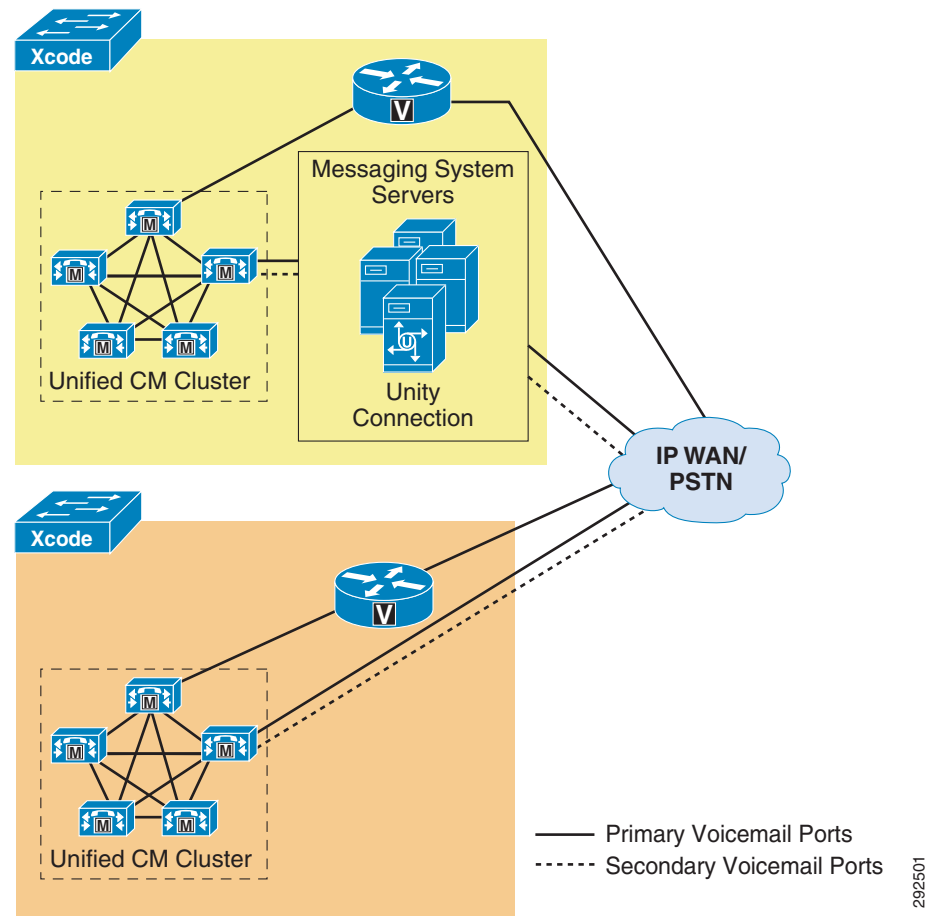 Xcode
V
Messaging System
Servers
M
M
M
M
M
U
Unified CM Cluster
Unity
Connection
IP WAN/
PSTN
Xcode
V
M
M
M
M
M
Unified CM Cluster
Primary Voicemail Ports
Secondary Voicemail Ports
292501